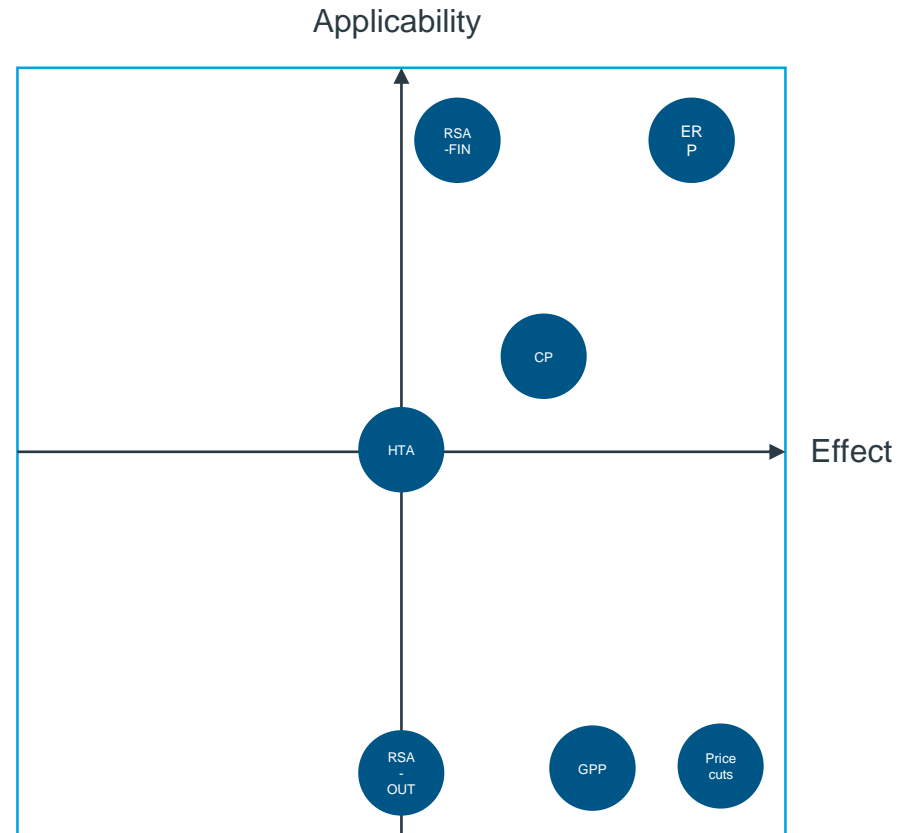 Applicability
RSA
-FIN
ER
P
CP
HTA
Effect
RSA
-
OUT
GPP
Price
cuts